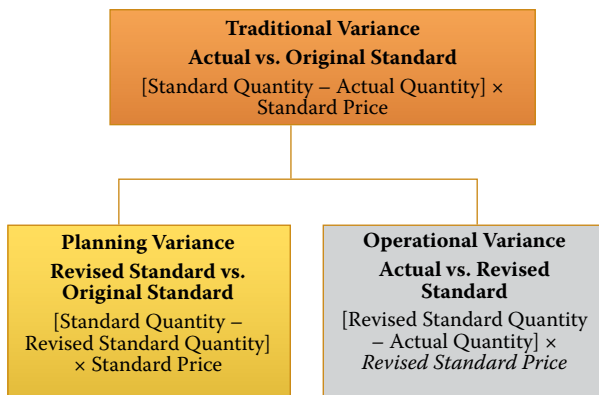 Traditional Variance
Actual vs. Original Standard
[Standard Quantity – Actual Quantity] ×
Standard Price
Planning Variance
Revised Standard vs.
Original Standard
[Standard Quantity –
Revised Standard Quantity]
× Standard Price
Operational Variance
Actual vs. Revised
Standard
[Revised Standard Quantity
– Actual Quantity] ×
Revised Standard Price